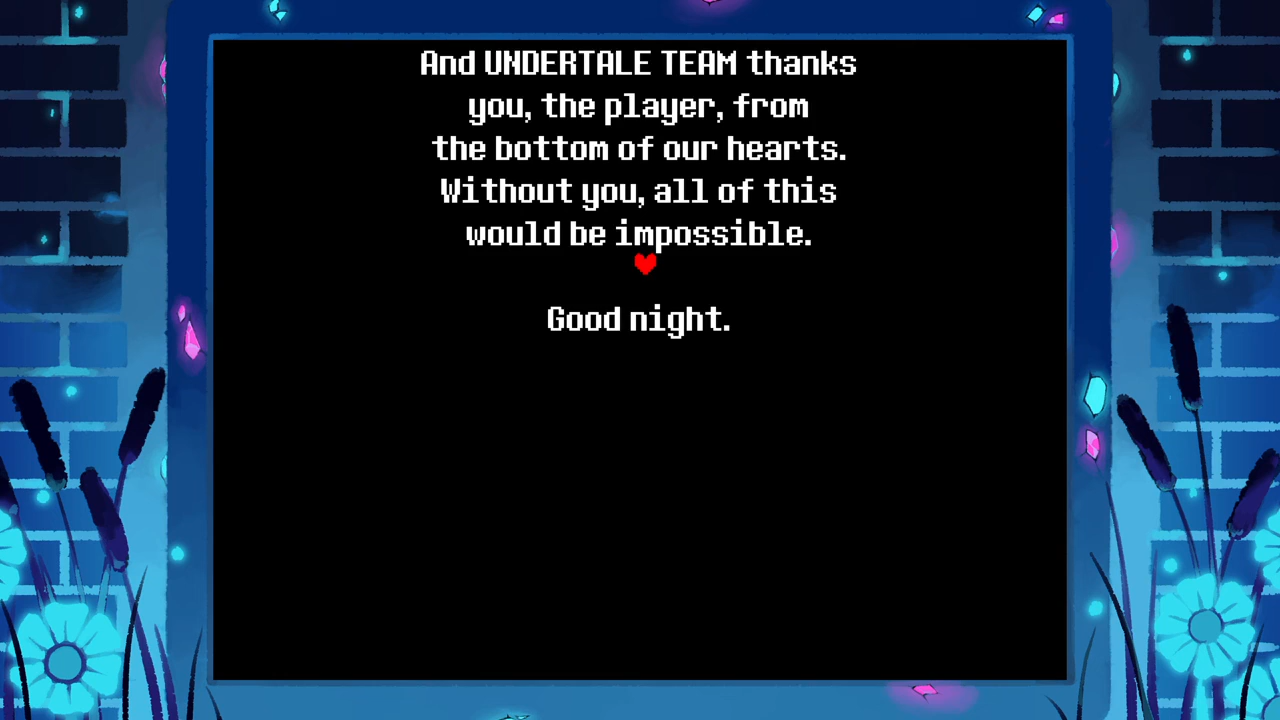 And UNDERTALE TEAM thanks
you, the player, from
the bottom of our hearts.
Without you, all of this
would be impossible.
Good night.